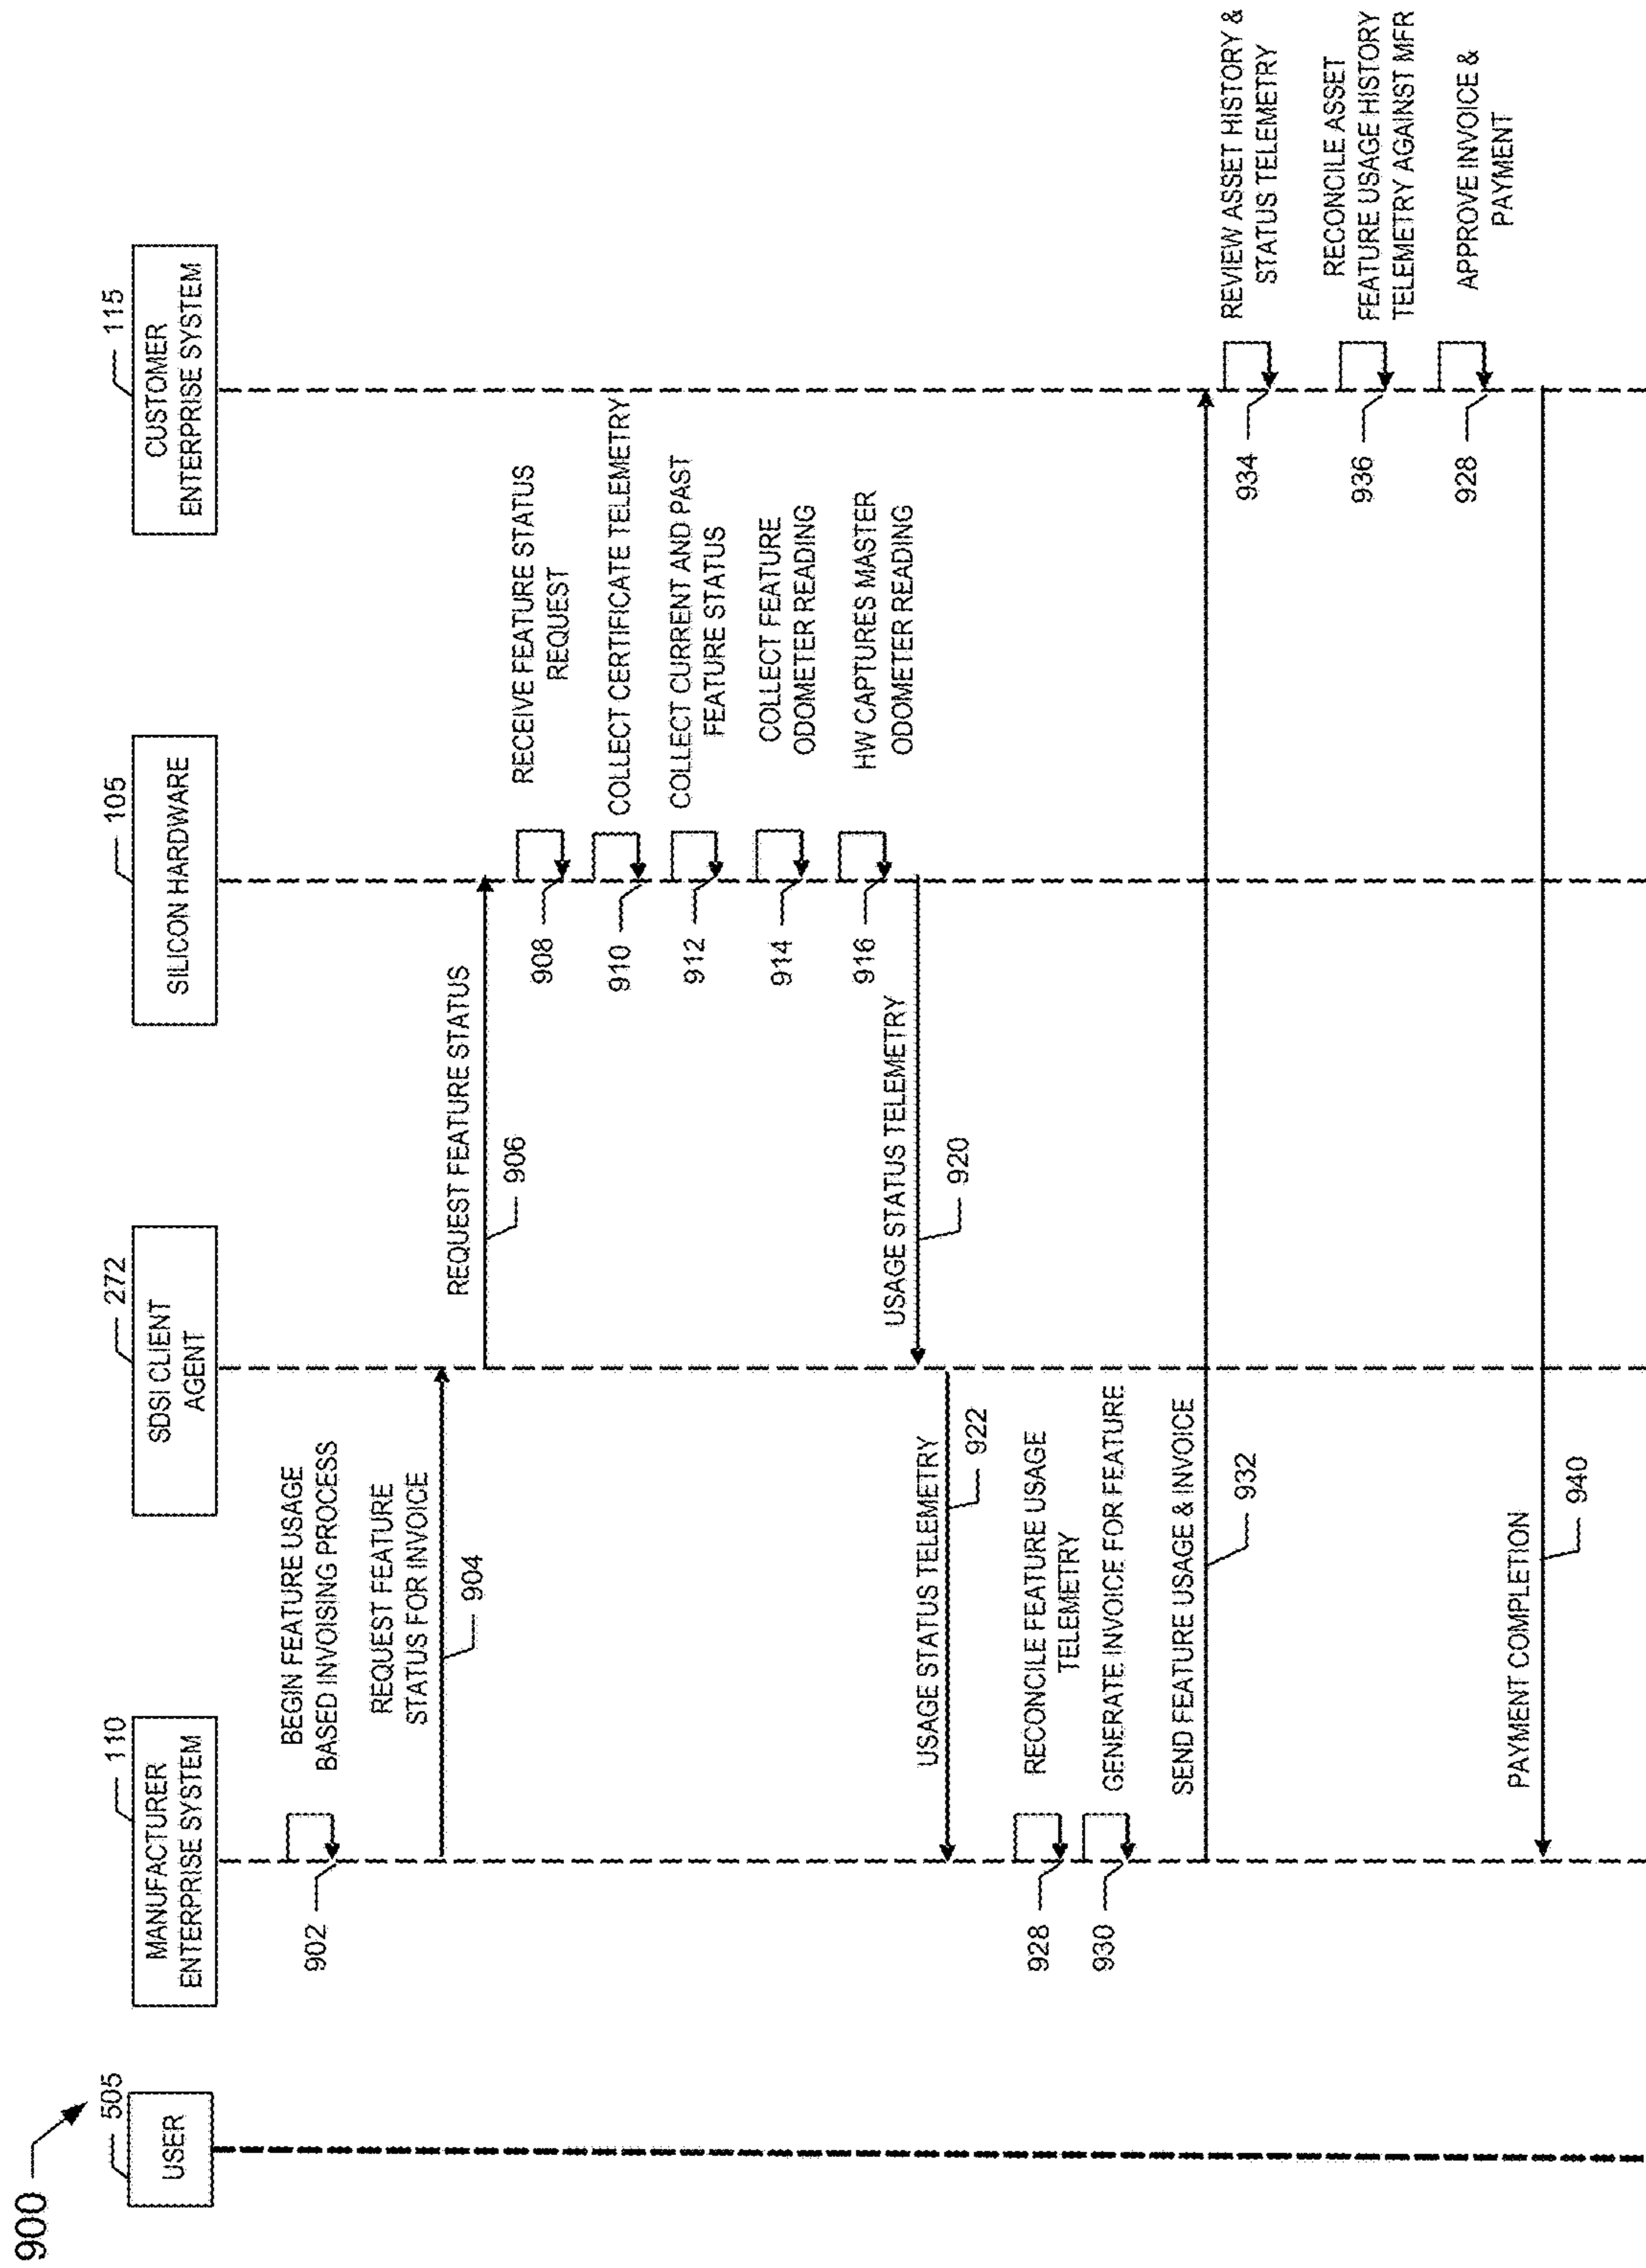 900
505
USER
110
MANUFACTURER
ENTERPRISE SYSTEM
272
SDSI CLIENT
AGENT
105
SILICON HARDWARE
115
CUSTOMER
ENTERPRISE SYSTEM
BEGIN FEATURE USAGE
BASED INVOISING PROCESS
902
REQUEST FEATURE
STATUS FOR INVOICE
904
REQUEST FEATURE STATUS
906
RECEIVE FEATURE STATUS
REQUEST
908
COLLECT CERTIFICATE TELEMETRY
910
COLLECT CURRENT AND PAST
FEATURE STATUS
912
COLLECT FEATURE
ODOMETER READING
914
HW CAPTURES MASTER
ODOMETER READING
916
USAGE STATUS TELEMETRY
920
USAGE STATUS TELEMETRY
922
RECONCILE FEATURE USAGE
TELEMETRY
928
GENERATE INVOICE FOR FEATURE
930
SEND FEATURE USAGE & INVOICE
932
REVIEW ASSET HISTORY &
STATUS TELEMETRY
934
RECONCILE ASSET
FEATURE USAGE HISTORY
TELEMETRY AGAINST MFR
936
APPROVE INVOICE &
PAYMENT
928
PAYMENT COMPLETION
940